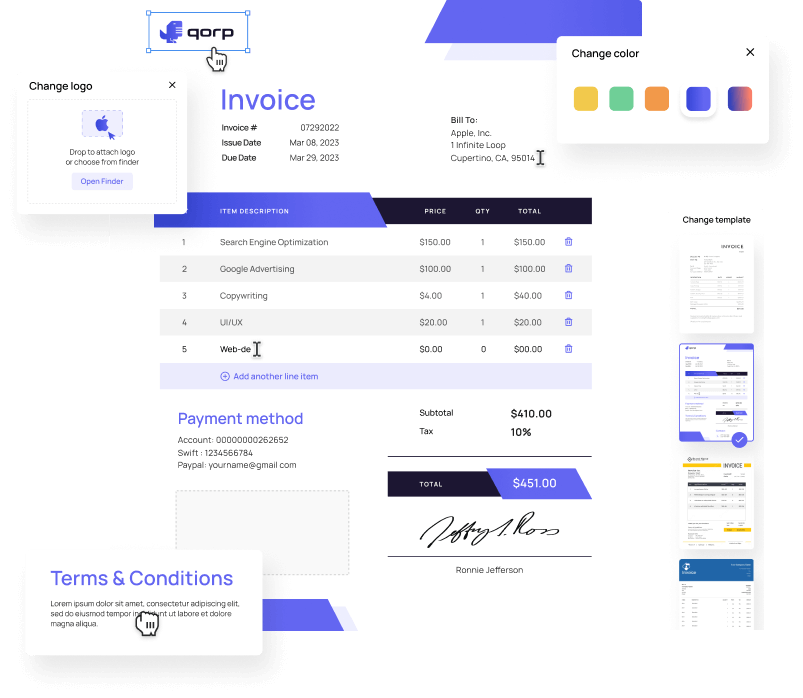 qorp
Change color
Change logo
Drop to attach logo
or choose from finder
Open Finder
Invoice
Invoice # 07292022
Issue Date Mar 08, 2023
Due Date Mar 29, 2023
Bill To:
Apple, Inc.
1 Infinite Loop
Cupertino, CA, 95014
ITEM DESCRIPTION PRICE QTY TOTAL
1 Search Engine Optimization $150.00 1 $150.00
2 Google Advertising $100.00 1 $100.00
3 Copywriting $4.00 1 $40.00
4 UI/UX $20.00 1 $20.00
5 Web-de $0.00 0 $00.00
Add another line item
Payment method
Account: 00000000262652
Swift : 1234566784
Paypal: yourname@gmail com
Subtotal $410.00
Tax 10%
TOTAL $451.00
Jeffry J. Ross
Ronnie Jefferson
Terms & Conditions
Lorem ipsum dolor sit amet, consectetur adipiscing elit,
sed do eiusmod tempor ut labore et dolore
magna aliqua.
Change template
INVOICE
INVOICE